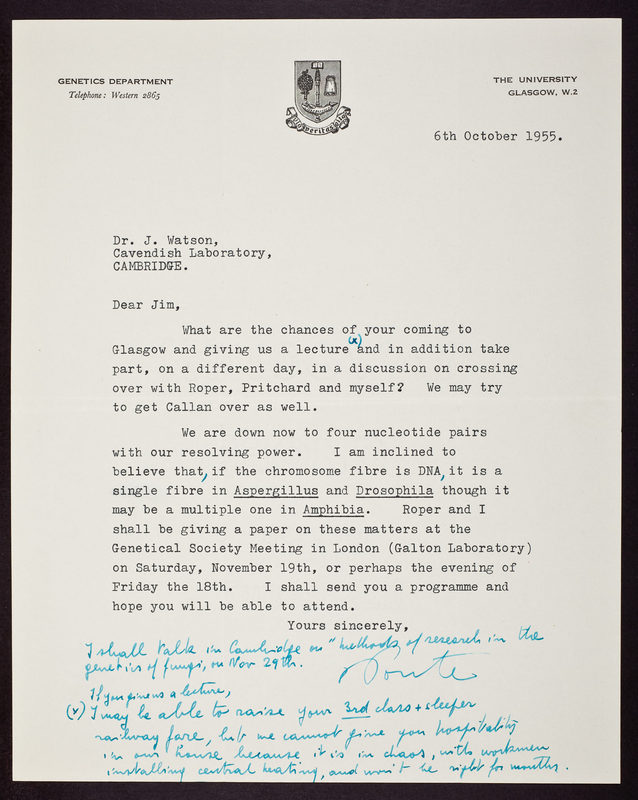 GENETICS DEPARTMENT
Telephone: Western 2865
THE UNIVERSITY
GLASGOW, W.2
6th October 1955.
Dr. J. Watson,
Cavendish Laboratory,
CAMBRIDGE.
Dear Jim,
What are the chances of your coming to
(x)
Glasgow and giving us a lecture and in addition take
part, on a different day, in a discussion on crossing
over with Roper, Pritchard and myself? We may try
to get Callan over as well.
We are down now to four nucleotide pairs
with our resolving power. I am inclined to
believe that, if the chromosome fibre is DNA, it is a
single fibre in Aspergillus and Drosophila though it
may be a multiple one in Amphibia. Roper and I
shall be giving a paper on these matters at the
Genetical Society Meeting in London (Galton Laboratory)
on Saturday, November 19th, or perhaps the evening of
Friday the 18th. I shall send you a programme and
hope you will be able to attend.
Yours sincerely,
I shall talk in Cambridge on "methods of research in the
genetics of fungi, on Nov 29th.
Ponte
If you give us a lecture,
(x) I may be able to raise your 3rd class + sleeper
railway fare, but we cannot give you hospitality
in our house because it is in chaos, with workmen
installing central heating, and won't be right for months.